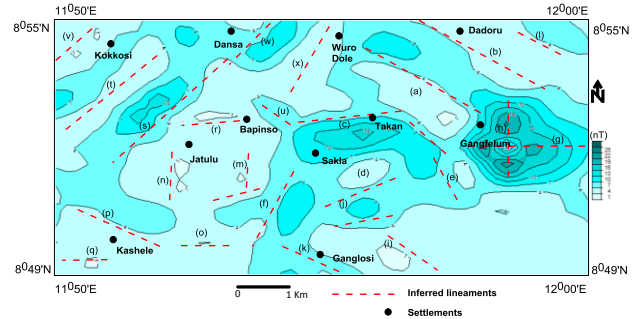 11⁰50'E
12⁰00'E
8⁰55'N
8⁰55'N
(v)
Kokkosi
Dansa
(w)
Wuro
Dole
Dadoru
(l)
(b)
(x)
(t)
(a)
N
(s)
(r)
Bapinso
(u)
(c)
Takan
(h)
(g)
(nT)
Gangfelum
Jatulu
(m)
Sakla
(n)
(d)
(e)
(p)
(f)
(j)
Kashele
(o)
(q)
(k)
Ganglosi
(i)
8⁰49'N
8⁰49'N
11⁰50'E
12⁰00'E
0 1 Km
Inferred lineaments
Settlements